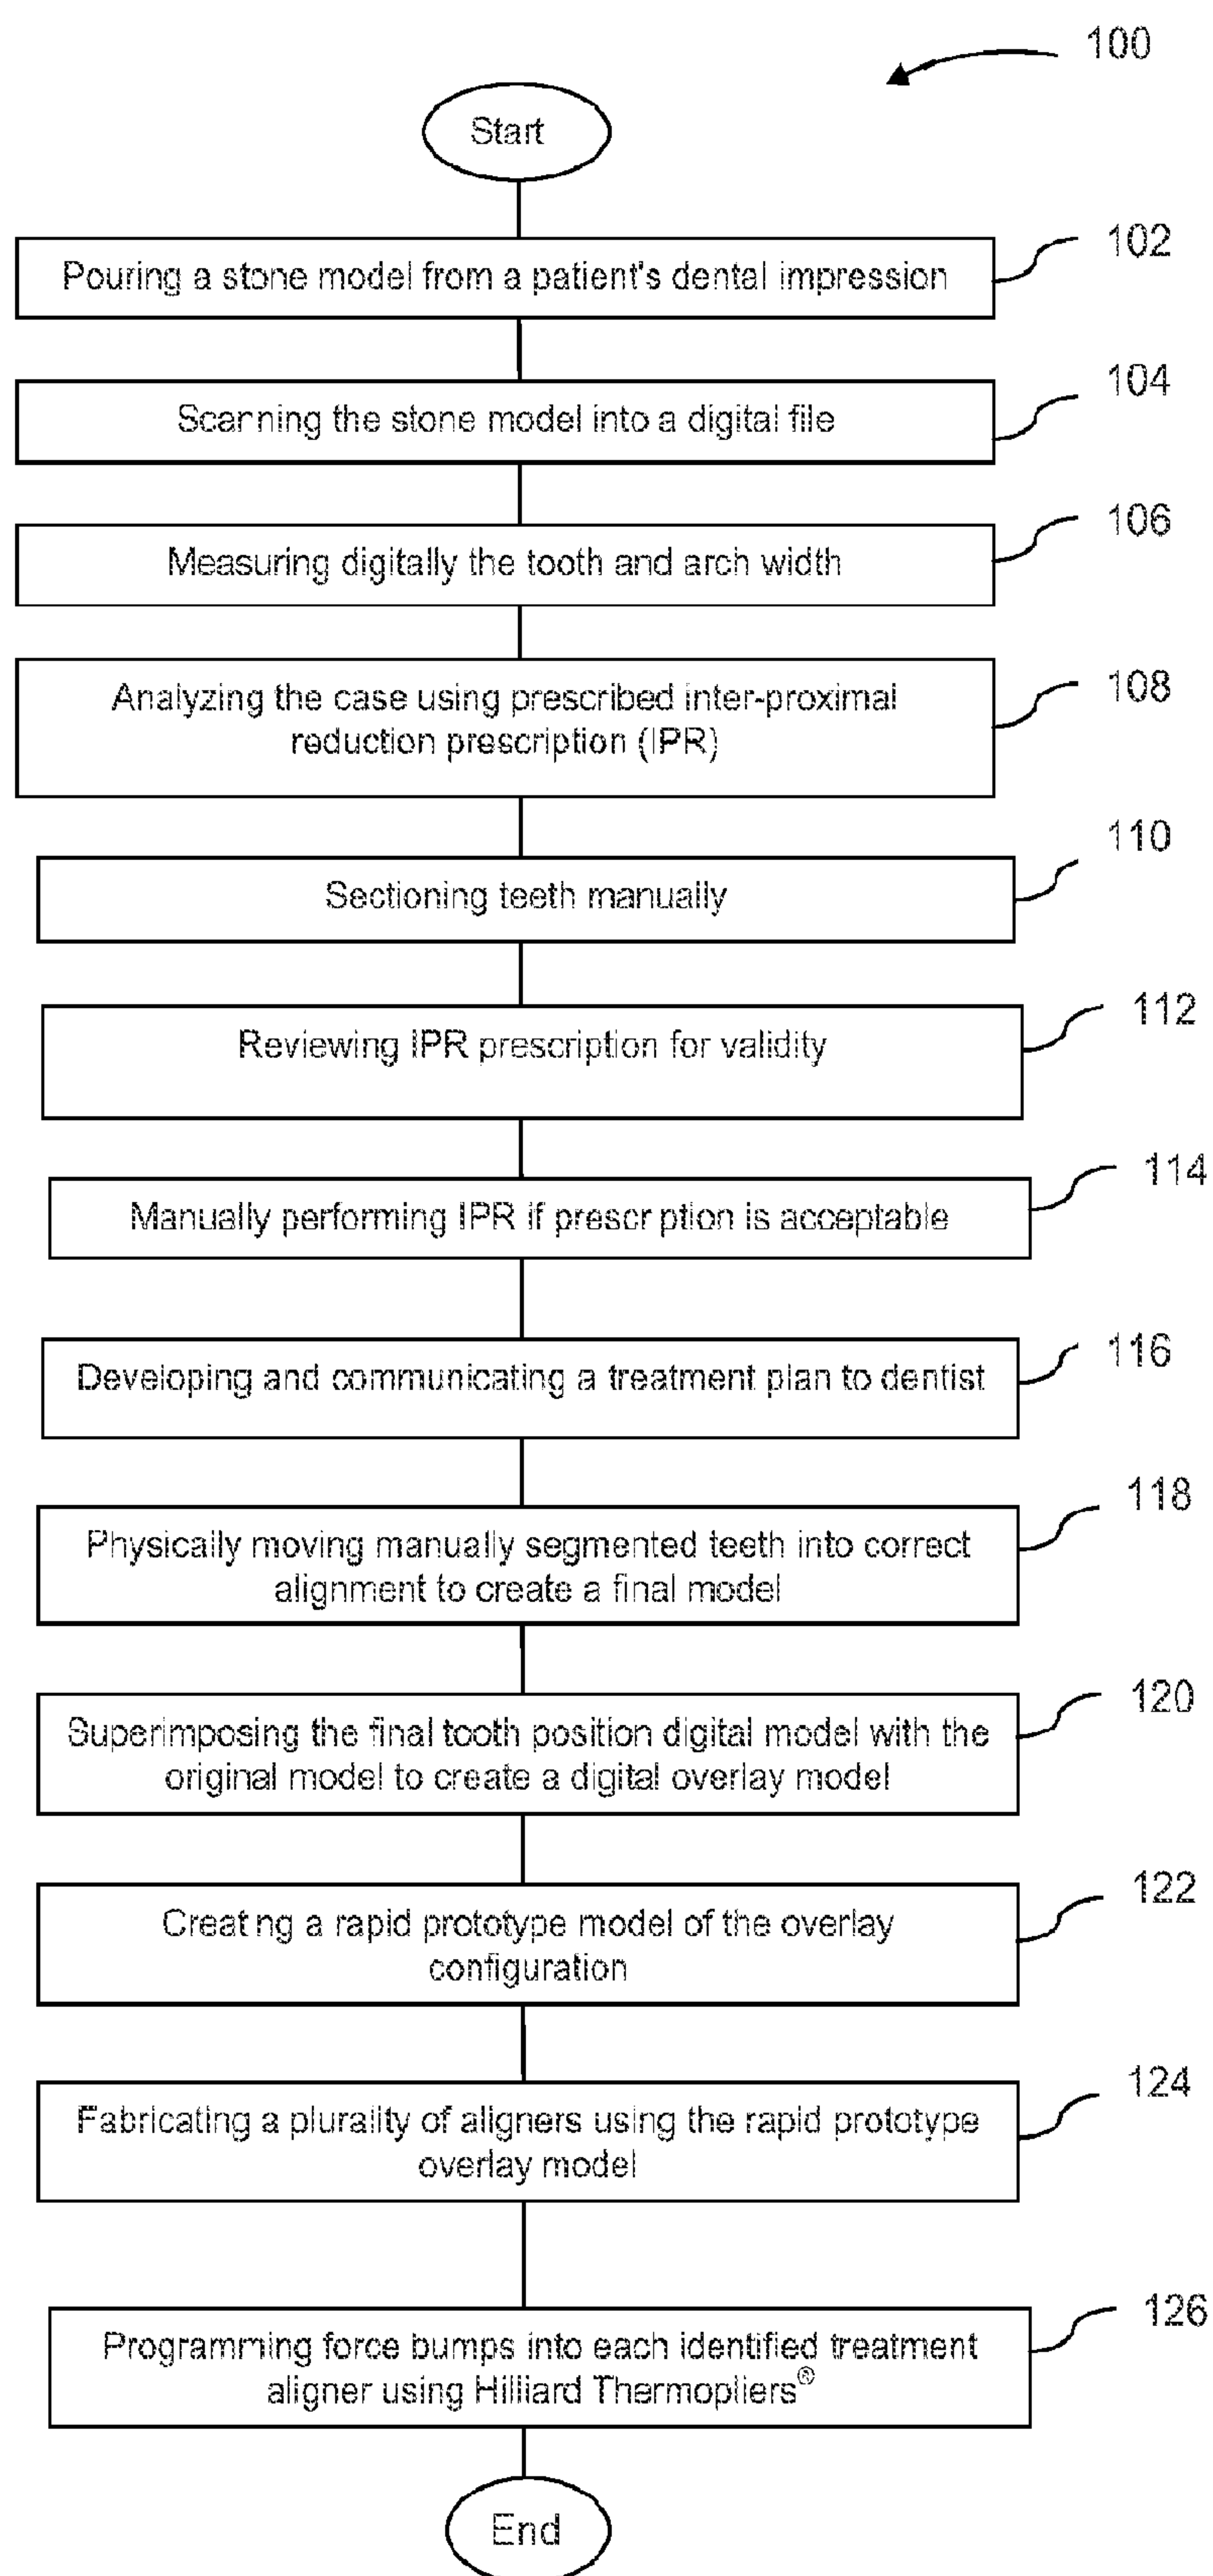 100
Start
Pouring a stone model from a patient's dental impression
102
Scanning the stone model into a digital file
104
Measuring digitally the tooth and arch width
106
Analyzing the case using prescribed inter-proximal
reduction prescription (IPR)
108
Sectioning teeth manually
110
Reviewing IPR prescription for validity
112
Manually performing IPR if prescription is acceptable
114
Developing and communicating a treatment plan to dentist
116
Physically moving manually segmented teeth into correct
alignment to create a final model
118
Superimposing the final tooth position digital model with the
original model to create a digital overlay model
120
Creating a rapid prototype model of the overlay
configuration
122
Fabricating a plurality of aligners using the rapid prototype
overlay model
124
Programming force bumps into each identified treatment
aligner using Hilliard Thermopliers®
126
End